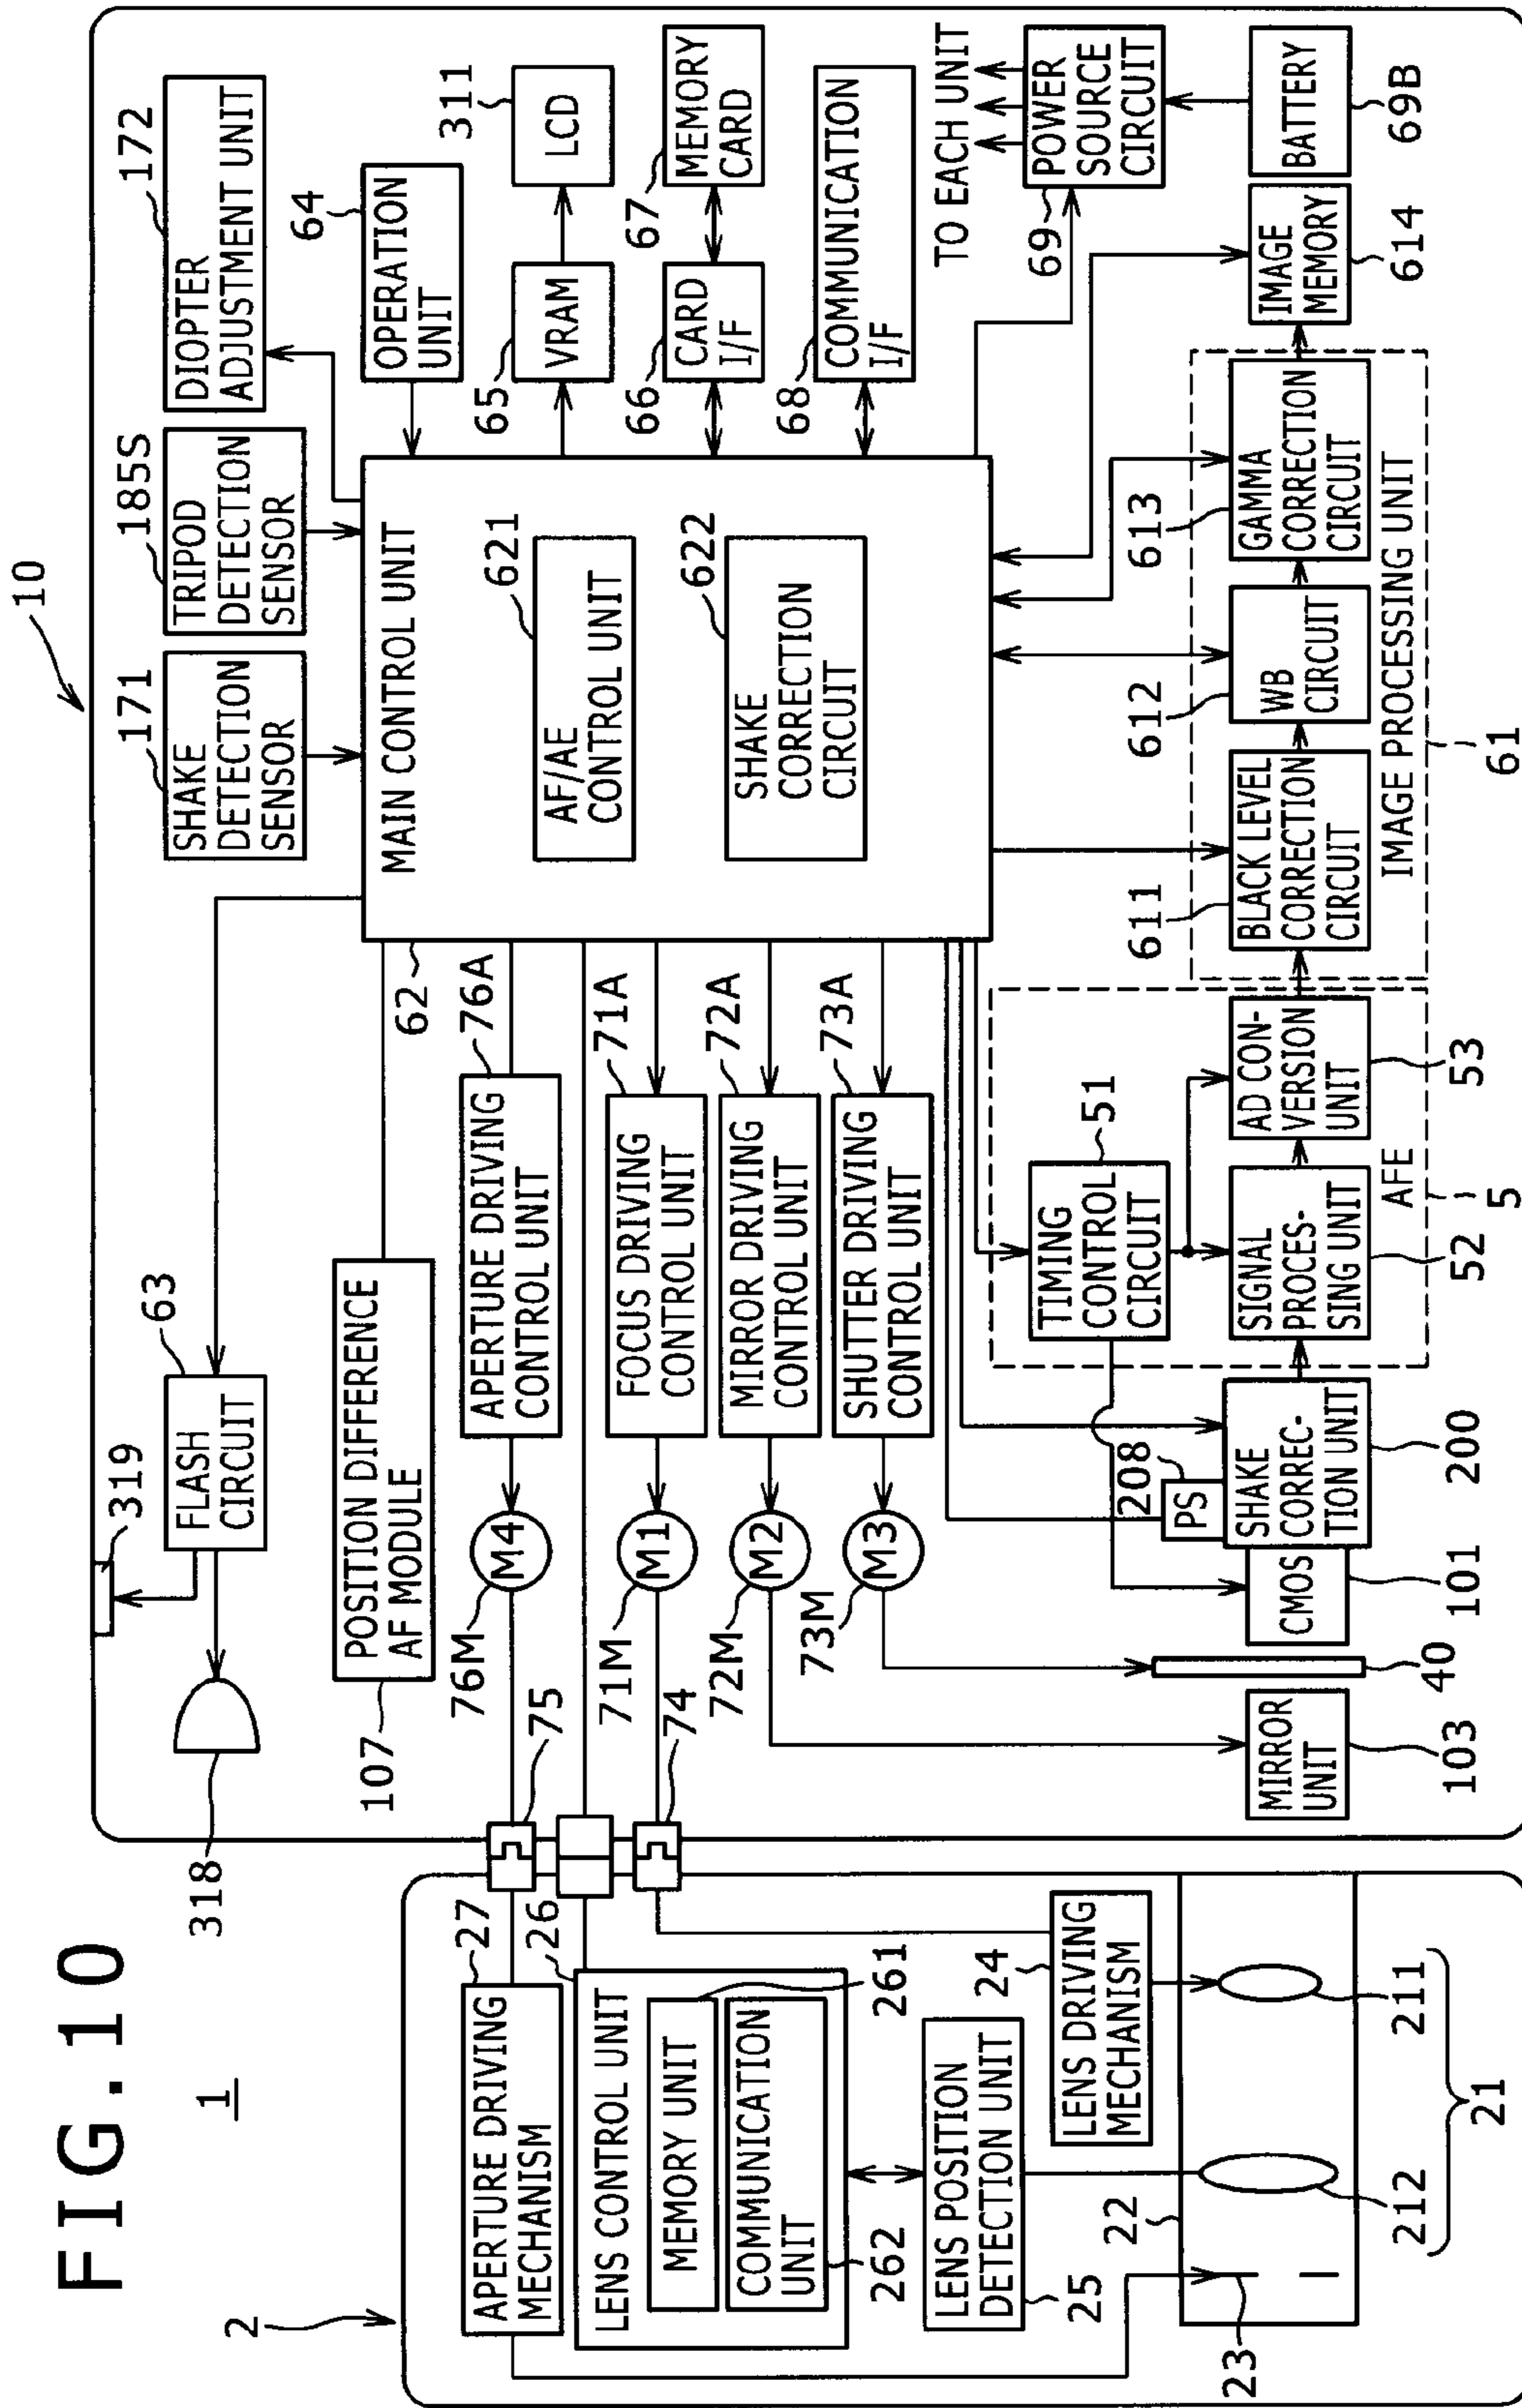 FIG.10
1
10
2
APERTURE DRIVING
MECHANISM
27
LENS CONTROL UNIT
26
MEMORY UNIT
261
COMMUNICATION
UNIT
262
LENS POSITION
DETECTION UNIT
25
LENS DRIVING
MECHANISM
24
22
23
212
211
21
318
319
FLASH
CIRCUIT
63
POSITION DIFFERENCE
AF MODULE
107
75
74
76M
M4
APERTURE DRIVING
CONTROL UNIT
76A
71M
M1
FOCUS DRIVING
CONTROL UNIT
71A
72M
M2
MIRROR DRIVING
CONTROL UNIT
72A
73M
M3
SHUTTER DRIVING
CONTROL UNIT
73A
62
MAIN CONTROL UNIT
AF/AE
CONTROL UNIT
621
SHAKE
CORRECTION
CIRCUIT
622
SHAKE
DETECTION
SENSOR
171
TRIPOD
DETECTION
SENSOR
185S
DIOPTER
ADJUSTMENT UNIT
172
OPERATION
UNIT
64
65
VRAM
LCD
311
66
CARD
I/F
67
MEMORY
CARD
68
COMMUNICATION
I/F
TO EACH UNIT
69
POWER
SOURCE
CIRCUIT
BATTERY
69B
MIRROR
UNIT
103
40
CMOS
101
PS
208
SHAKE
CORREC-
TION UNIT
200
TIMING
CONTROL
CIRCUIT
51
SIGNAL
PROCES-
SING UNIT
52
AD CON-
VERSION
UNIT
53
AFE
5
611
BLACK LEVEL
CORRECTION
CIRCUIT
612
WB
CIRCUIT
613
GAMMA
CORRECTION
CIRCUIT
IMAGE PROCESSING UNIT
61
IMAGE
MEMORY
614